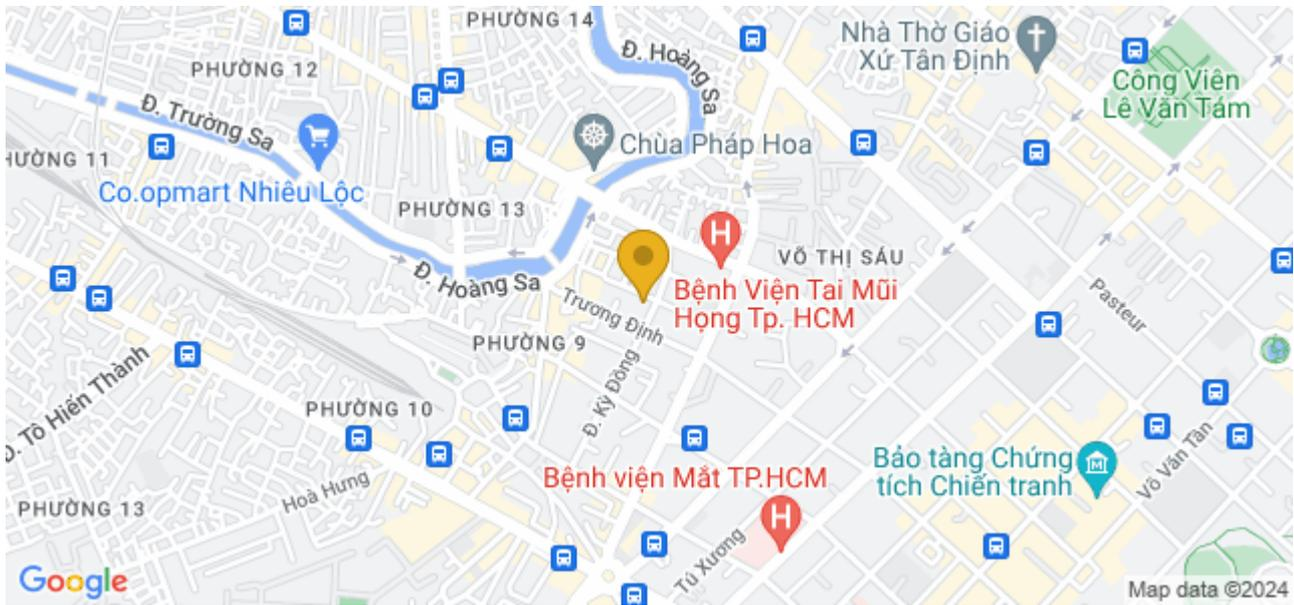 PHƯỜNG 14
Đ. Hoàng Sa
Nhà Thờ Giáo
Xứ Tân Định
Công Viên
Lê Văn Tám
PHƯỜNG 12
Đ. Trường Sa
HƯỜNG 11
Co.opmart Nhiêu Lộc
Chùa Pháp Hoa
PHƯỜNG 13
VÕ THỊ SÁU
Đ. Hoàng Sa
Bệnh Viện Tai Mũi
Họng Tp. HCM
Trương Định
Pasteur
PHƯỜNG 9
Đ. Tô Hiến Thành
PHƯỜNG 10
Đ. Kỳ Đồng
Bảo tàng Chứng
tích Chiến tranh
Võ Văn Tần
Bệnh viện Mắt TP.HCM
Hoà Hưng
PHƯỜNG 13
Tú Xương
Google
Map data ©2024